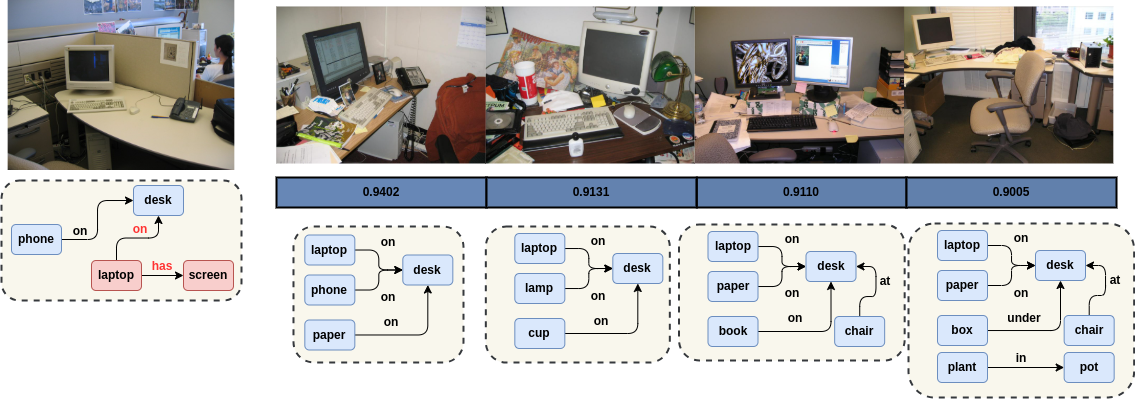 0.9402 0.9131 0.9110 0.9005
desk
phone on on
laptop has screen
laptop on
desk
phone on
paper on
laptop on
desk
lamp on
cup on
laptop on
desk
paper on at
book on chair
laptop on
desk
paper on at
box under chair
plant in pot